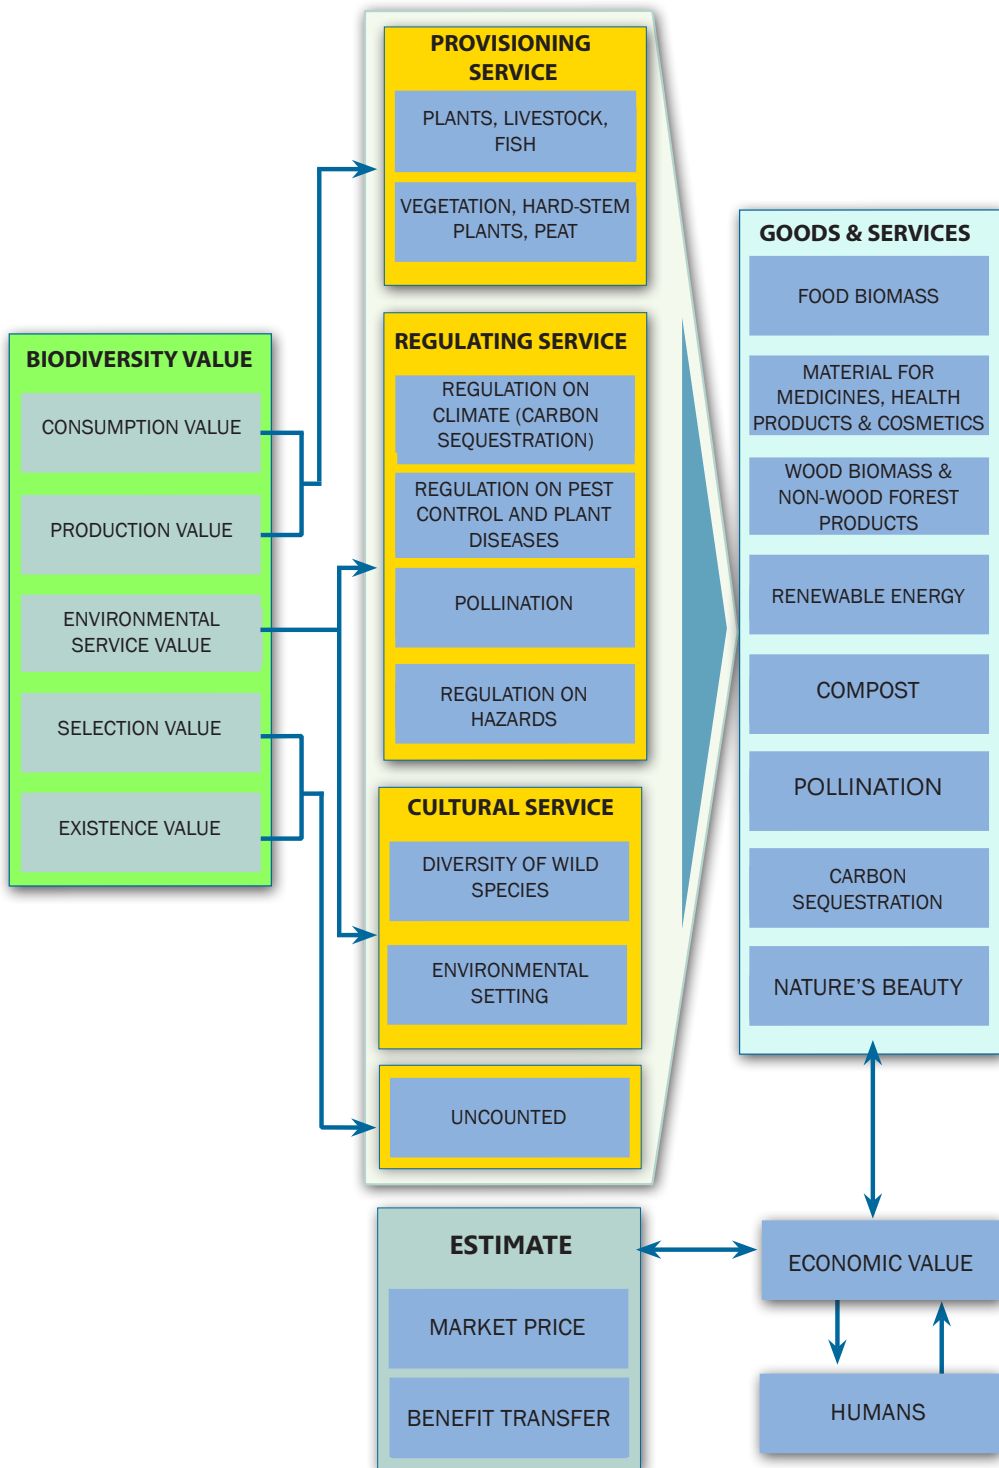 BIODIVERSITY VALUE
CONSUMPTION VALUE
PRODUCTION VALUE
ENVIRONMENTAL
SERVICE VALUE
SELECTION VALUE
EXISTENCE VALUE
PROVISIONING
SERVICE
PLANTS, LIVESTOCK,
FISH
VEGETATION, HARD-STEM
PLANTS, PEAT
REGULATING SERVICE
REGULATION ON
CLIMATE (CARBON
SEQUESTRATION)
REGULATION ON PEST
CONTROL AND PLANT
DISEASES
POLLINATION
REGULATION ON
HAZARDS
CULTURAL SERVICE
DIVERSITY OF WILD
SPECIES
ENVIRONMENTAL
SETTING
UNCOUNTED
GOODS & SERVICES
FOOD BIOMASS
MATERIAL FOR
MEDICINES, HEALTH
PRODUCTS & COSMETICS
WOOD BIOMASS &
NON-WOOD FOREST
PRODUCTS
RENEWABLE ENERGY
COMPOST
POLLINATION
CARBON
SEQUESTRATION
NATURE’S BEAUTY
ESTIMATE
MARKET PRICE
BENEFIT TRANSFER
ECONOMIC VALUE
HUMANS